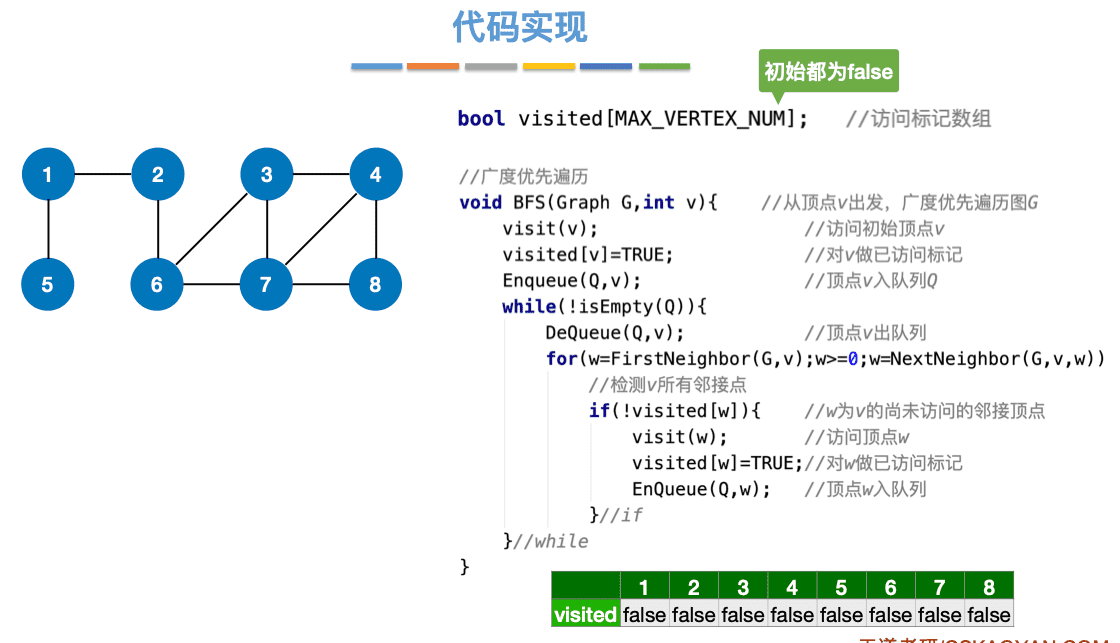 代码实现
初始都为false
bool visited[MAX_VERTEX_NUM]; //访问标记数组
//广度优先遍历
void BFS(Graph G,int v){ //从顶点v出发，广度优先遍历图G
visit(v); //访问初始顶点v
visited[v]=TRUE; //对v做已访问标记
Enqueue(Q,v); //顶点v入队列Q
while(!isEmpty(Q)){
DeQueue(Q,v); //顶点v出队列
for(w=FirstNeighbor(G,v);w>=0;w=NextNeighbor(G,v,w))
//检测v所有邻接点
if(!visited[w]){ //w为v的尚未访问的邻接顶点
visit(w); //访问顶点w
visited[w]=TRUE;//对w做已访问标记
EnQueue(Q,w); //顶点w入队列
}//if
}//while
}
1 2 3 4
5 6 7 8
1 2 3 4 5 6 7 8
visited false false false false false false false false